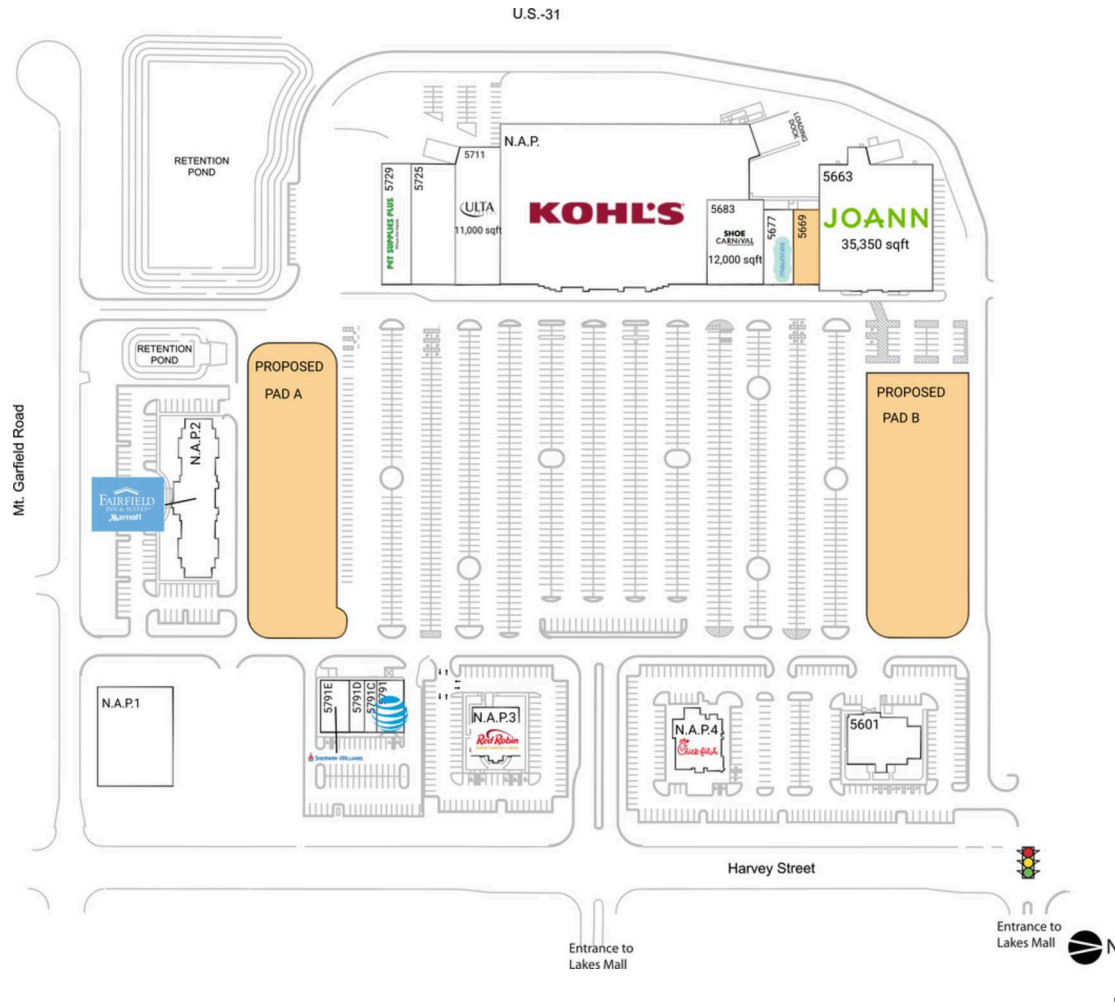 U.S.-31
RETENTION
POND
LOADING
DOCK
5729
PET SUPPLIES PLUS
5725
5711
ULTA
11,000 sqft
N.A.P.
KOHL'S
5683
SHOE
CARNIVAL
12,000 sqft
5677
maurices
5669
5663
JOANN
35,350 sqft
RETENTION
POND
PROPOSED
PAD A
PROPOSED
PAD B
Mt. Garfield Road
N.A.P.2
FAIRFIELD
INN & SUITES
Marriott
N.A.P.1
5791E
5791D
5791C
5791
SHERWIN-WILLIAMS
N.A.P.3
Red Robin
N.A.P.4
Chick-fil-A
5601
Harvey Street
Entrance to
Lakes Mall
Entrance to
Lakes Mall
N